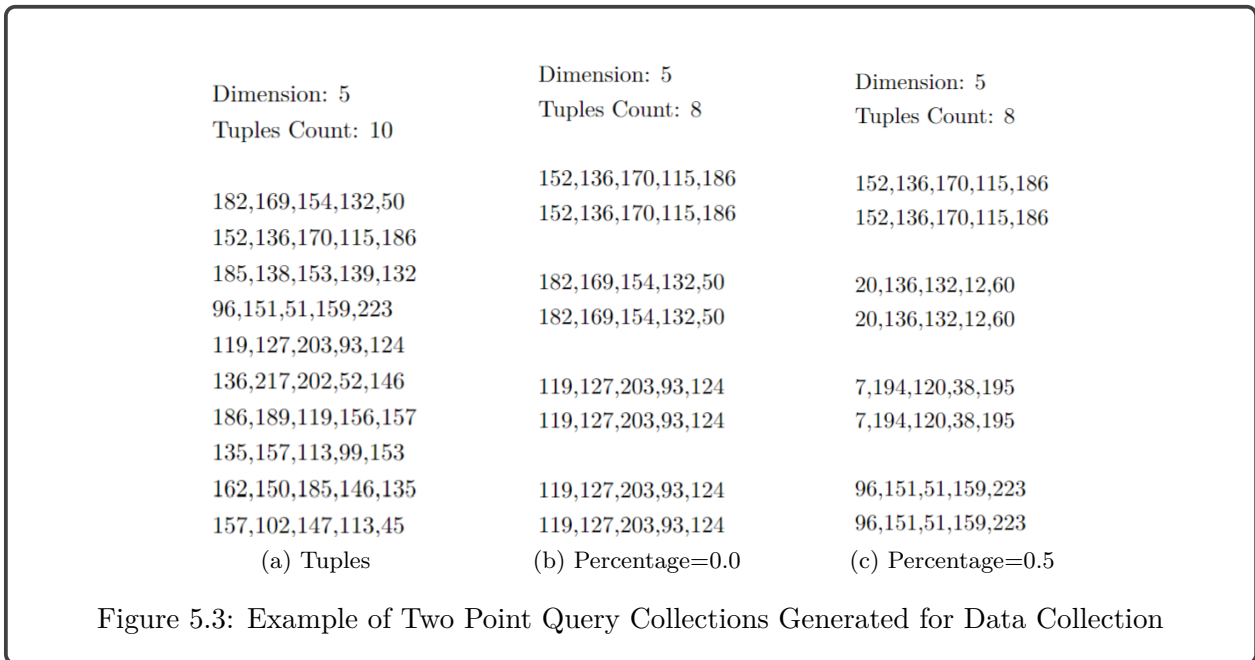 Dimension: 5
Tuples Count: 10
182,169,154,132,50
152,136,170,115,186
185,138,153,139,132
96,151,51,159,223
119,127,203,93,124
136,217,202,52,146
186,189,119,156,157
135,157,113,99,153
162,150,185,146,135
157,102,147,113,45
(a) Tuples
Dimension: 5
Tuples Count: 8
152,136,170,115,186
152,136,170,115,186
182,169,154,132,50
182,169,154,132,50
119,127,203,93,124
119,127,203,93,124
119,127,203,93,124
119,127,203,93,124
(b) Percentage=0.0
Dimension: 5
Tuples Count: 8
152,136,170,115,186
152,136,170,115,186
20,136,132,12,60
20,136,132,12,60
7,194,120,38,195
7,194,120,38,195
96,151,51,159,223
96,151,51,159,223
(c) Percentage=0.5
Figure 5.3: Example of Two Point Query Collections Generated for Data Collection